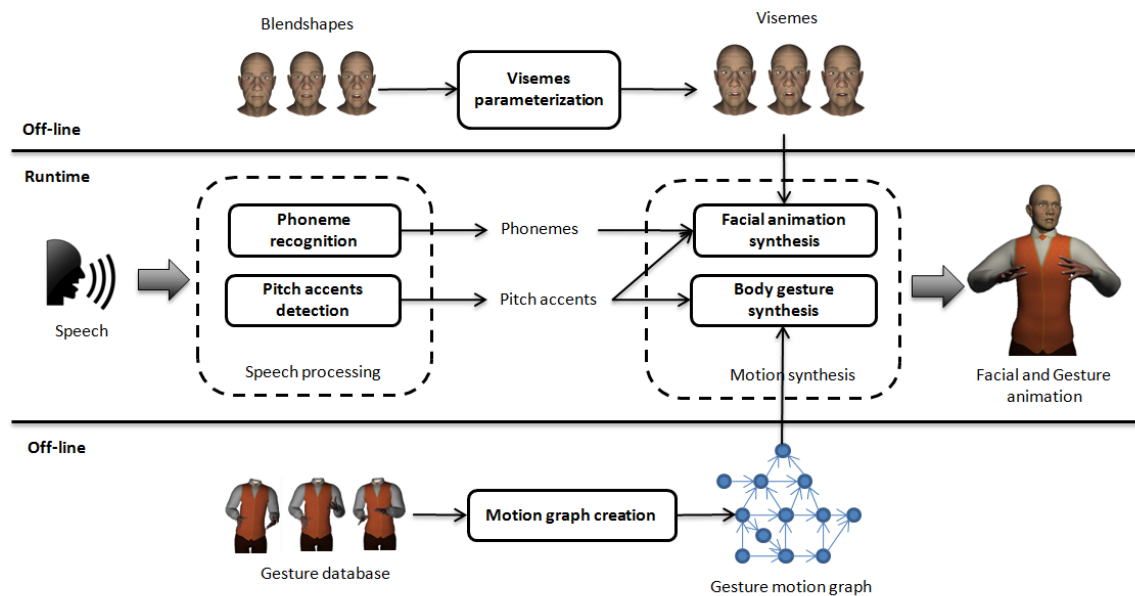 Blendshapes
Visemes
Visemes
parameterization
Off-line
Runtime
Phoneme
recognition
Phonemes
Facial animation
synthesis
Pitch accents
detection
Pitch accents
Body gesture
synthesis
Speech
Speech processing
Motion synthesis
Facial and Gesture
animation
Off-line
Motion graph creation
Gesture database
Gesture motion graph